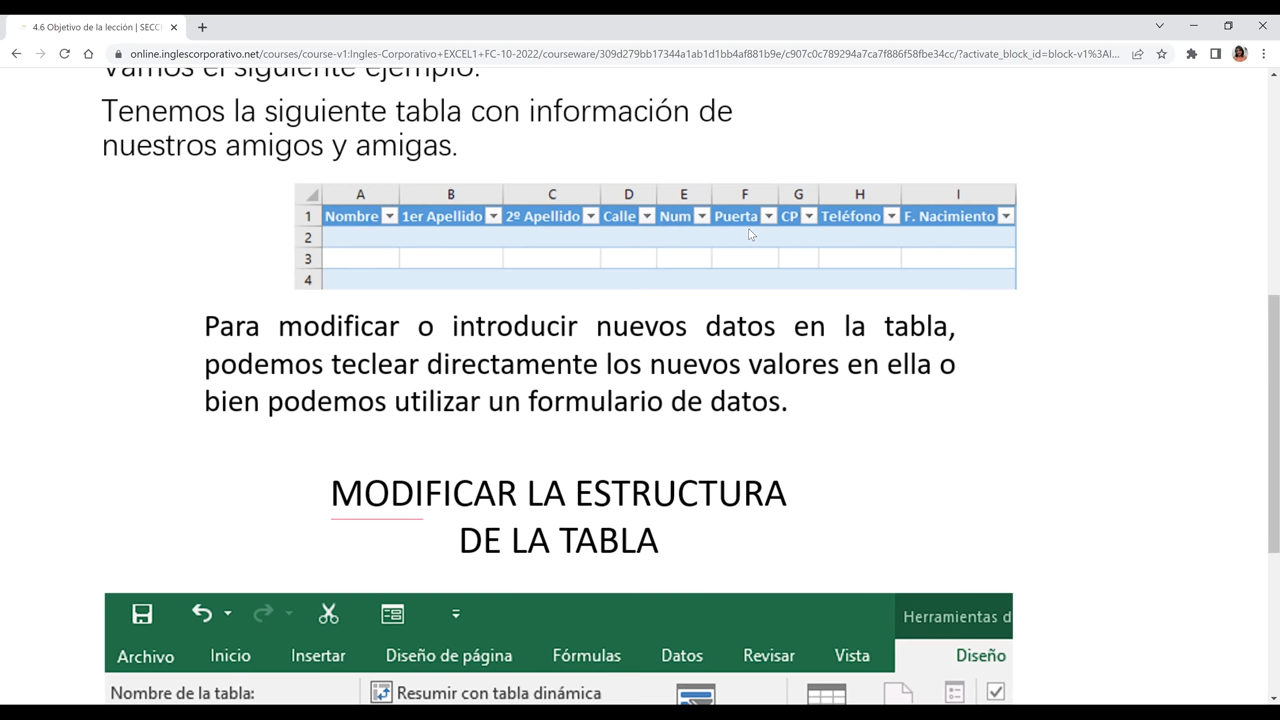 4.6 Objetivo de la lección | SECCI
online.inglescorporativo.net/courses/course-v1:Ingles-Corporativo+EXCEL1+FC-10-2022/courseware/309d279bb17344a1ab1d1bb4af881b9e/c907c0c789294a7ca7f886f58fbe34cc/?activate_block_id=block-v1%3AI...
Vamos el siguiente ejemplo:
Tenemos la siguiente tabla con información de
nuestros amigos y amigas.
A B C D E F G H I
1 Nombre 1er Apellido 2º Apellido Calle Num Puerta CP Teléfono F. Nacimiento
2
3
4
Para modificar o introducir nuevos datos en la tabla,
podemos teclear directamente los nuevos valores en ella o
bien podemos utilizar un formulario de datos.
MODIFICAR LA ESTRUCTURA
DE LA TABLA
Herramientas d
Archivo Inicio Insertar Diseño de página Fórmulas Datos Revisar Vista Diseño
Nombre de la tabla: Resumir con tabla dinámica